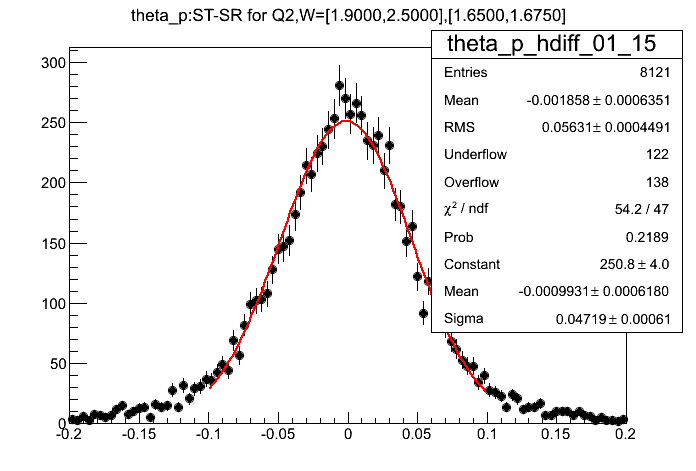 theta_p:ST-SR for Q2,W=[1.9000,2.5000],[1.6500,1.6750]
theta_p_hdiff_01_15
Entries 8121
Mean -0.001858 ± 0.0006351
RMS 0.05631 ± 0.0004491
Underflow 122
Overflow 138
χ² / ndf 54.2 / 47
Prob 0.2189
Constant 250.8 ± 4.0
Mean -0.0009931 ± 0.0006180
Sigma 0.04719 ± 0.00061
300
250
200
150
100
50
0
-0.2 -0.15 -0.1 -0.05 0 0.05 0.1 0.15 0.2